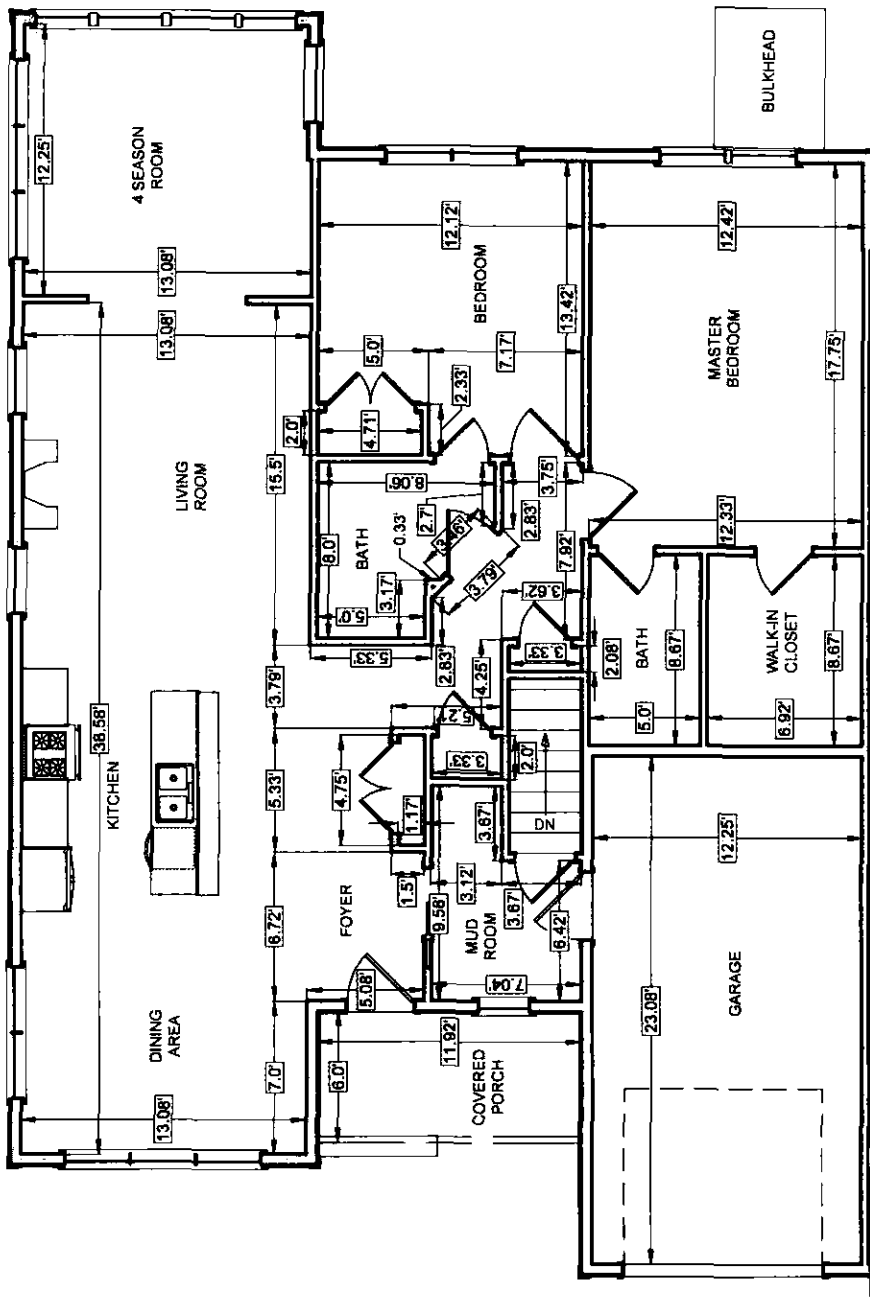 BULKHEAD
4 SEASON
ROOM
12.25'
13.08'
13.08'
12.12'
BEDROOM
13.42'
12.42'
5.0'
7.17'
2.33'
MASTER
BEDROOM
17.75'
2.0'
4.71'
LIVING
ROOM
15.5'
8.06'
3.75'
2.7'
2.83'
12.33'
8.0'
BATH
0.33'
3.46'
7.92'
3.79'
3.17'
5.0'
3.62'
5.33'
2.83'
4.25'
3.33'
2.08'
BATH
8.67'
5.0'
WALK-IN
CLOSET
8.67'
6.92'
3.79'
38.58'
KITCHEN
5.33'
4.75'
1.17'
1.5'
5.21'
3.33'
2.0'
DN
3.67'
3.12'
3.67'
6.42'
9.58'
MUD
ROOM
7.04'
FOYER
6.72'
5.08'
12.25'
23.08'
GARAGE
DINING
AREA
7.0'
13.08'
6.0'
11.92'
COVERED
PORCH